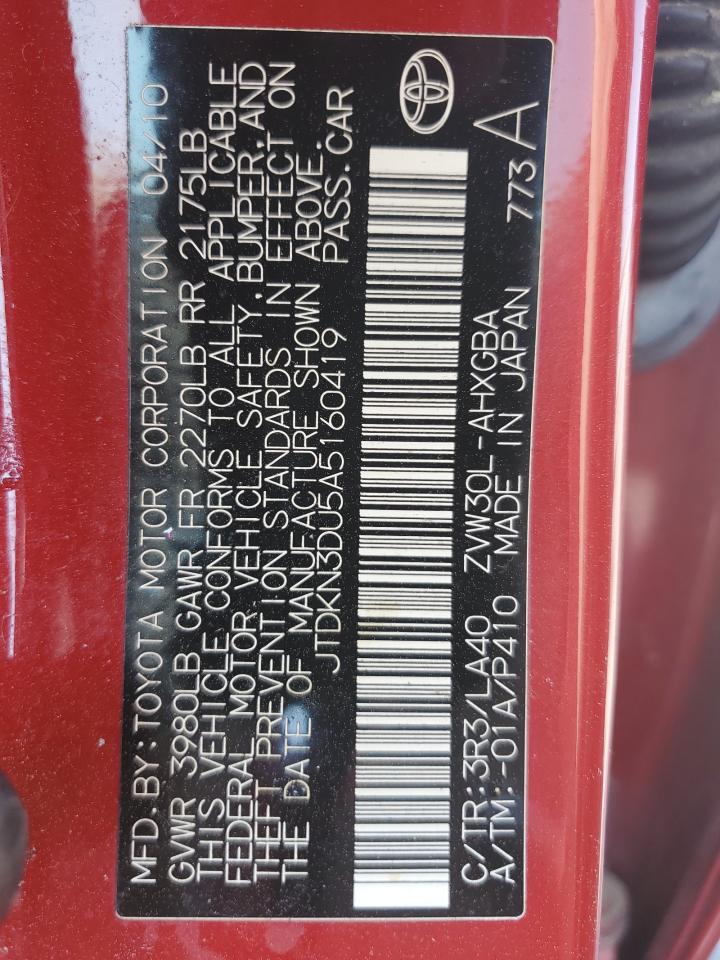 MFD.BY:TOYOTA MOTOR CORPORATION 04/10
GVWR 3980LB GAWR FR 2270LB RR 2175LB
THIS VEHICLE CONFORMS TO ALL APPLICABLE
FEDERAL MOTOR VEHICLE SAFETY,BUMPER,AND
THEFT PREVENTION STANDARDS IN EFFECT ON
THE DATE OF MANUFACTURE SHOWN ABOVE.
JTDKN3DU5A5160419 PASS.CAR
C/TR:3R3/LA40 ZVW30L-AHXGBA
A/TM:-01A/P410 MADE IN JAPAN 773 A